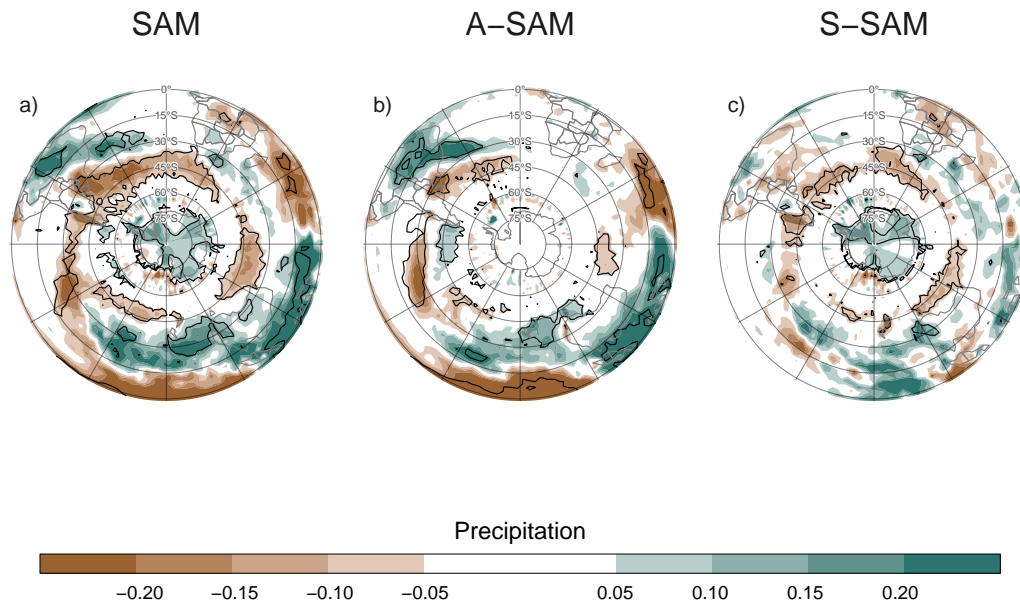 SAM A−SAM S−SAM
a) b) c)
0° 0° 0°
15° 15° 15°
30°S 30°S 30°S
45°S 45°S 45°S
60°S 60°S 60°S
75°S 75°S 75°S
Precipitation
−0.20 −0.15 −0.10 −0.05 0.05 0.10 0.15 0.20